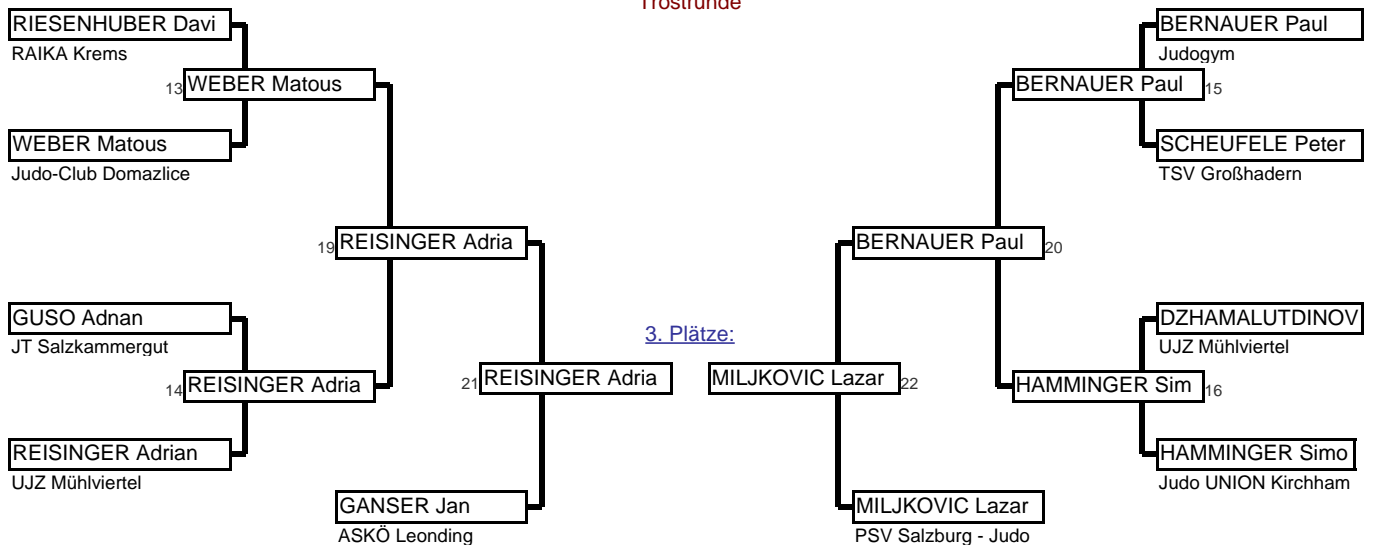 Trostrunde
RIESENHUBER Davi
RAIKA Krems
13 WEBER Matous
WEBER Matous
Judo-Club Domazlice
19 REISINGER Adria
GUSO Adnan
JT Salzkammergut
14 REISINGER Adria
REISINGER Adrian
UJZ Mühlviertel
21 REISINGER Adria
GANSER Jan
ASKÖ Leonding
3. Plätze:
BERNAUER Paul
Judogym
BERNAUER Paul 15
SCHEUFELE Peter
TSV Großhadern
BERNAUER Paul 20
DZHAMALUTDINOV
UJZ Mühlviertel
HAMMINGER Sim 16
HAMMINGER Simo
Judo UNION Kirchham
MILJKOVIC Lazar 22
MILJKOVIC Lazar
PSV Salzburg - Judo